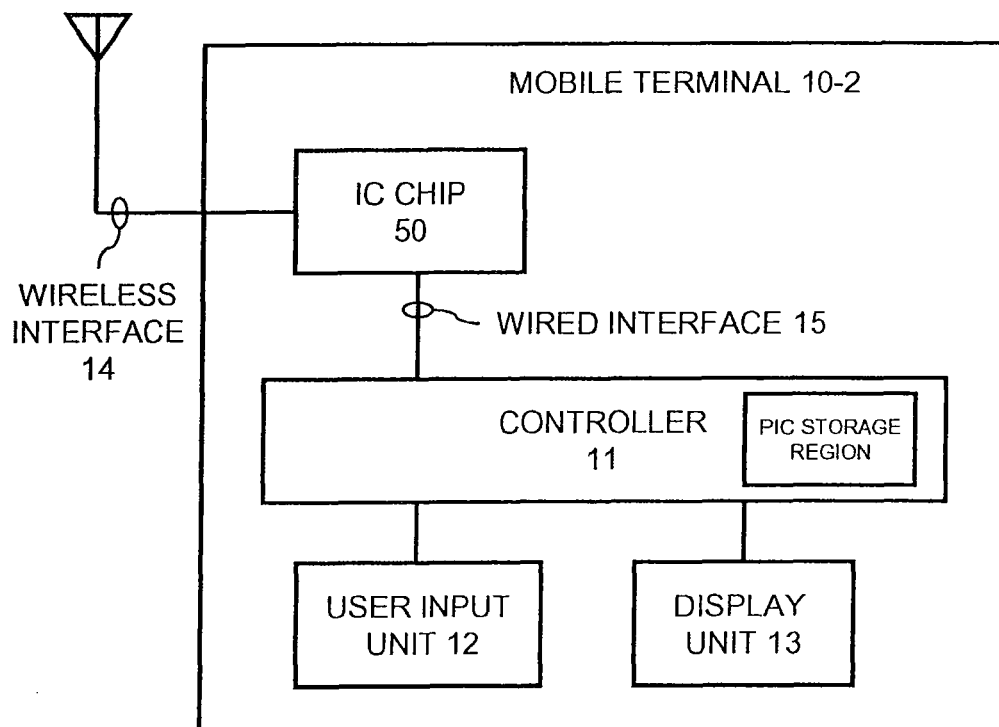 MOBILE TERMINAL 10-2
IC CHIP
50
WIRELESS
INTERFACE
14
WIRED INTERFACE 15
CONTROLLER
11
PIC STORAGE
REGION
USER INPUT
UNIT 12
DISPLAY
UNIT 13